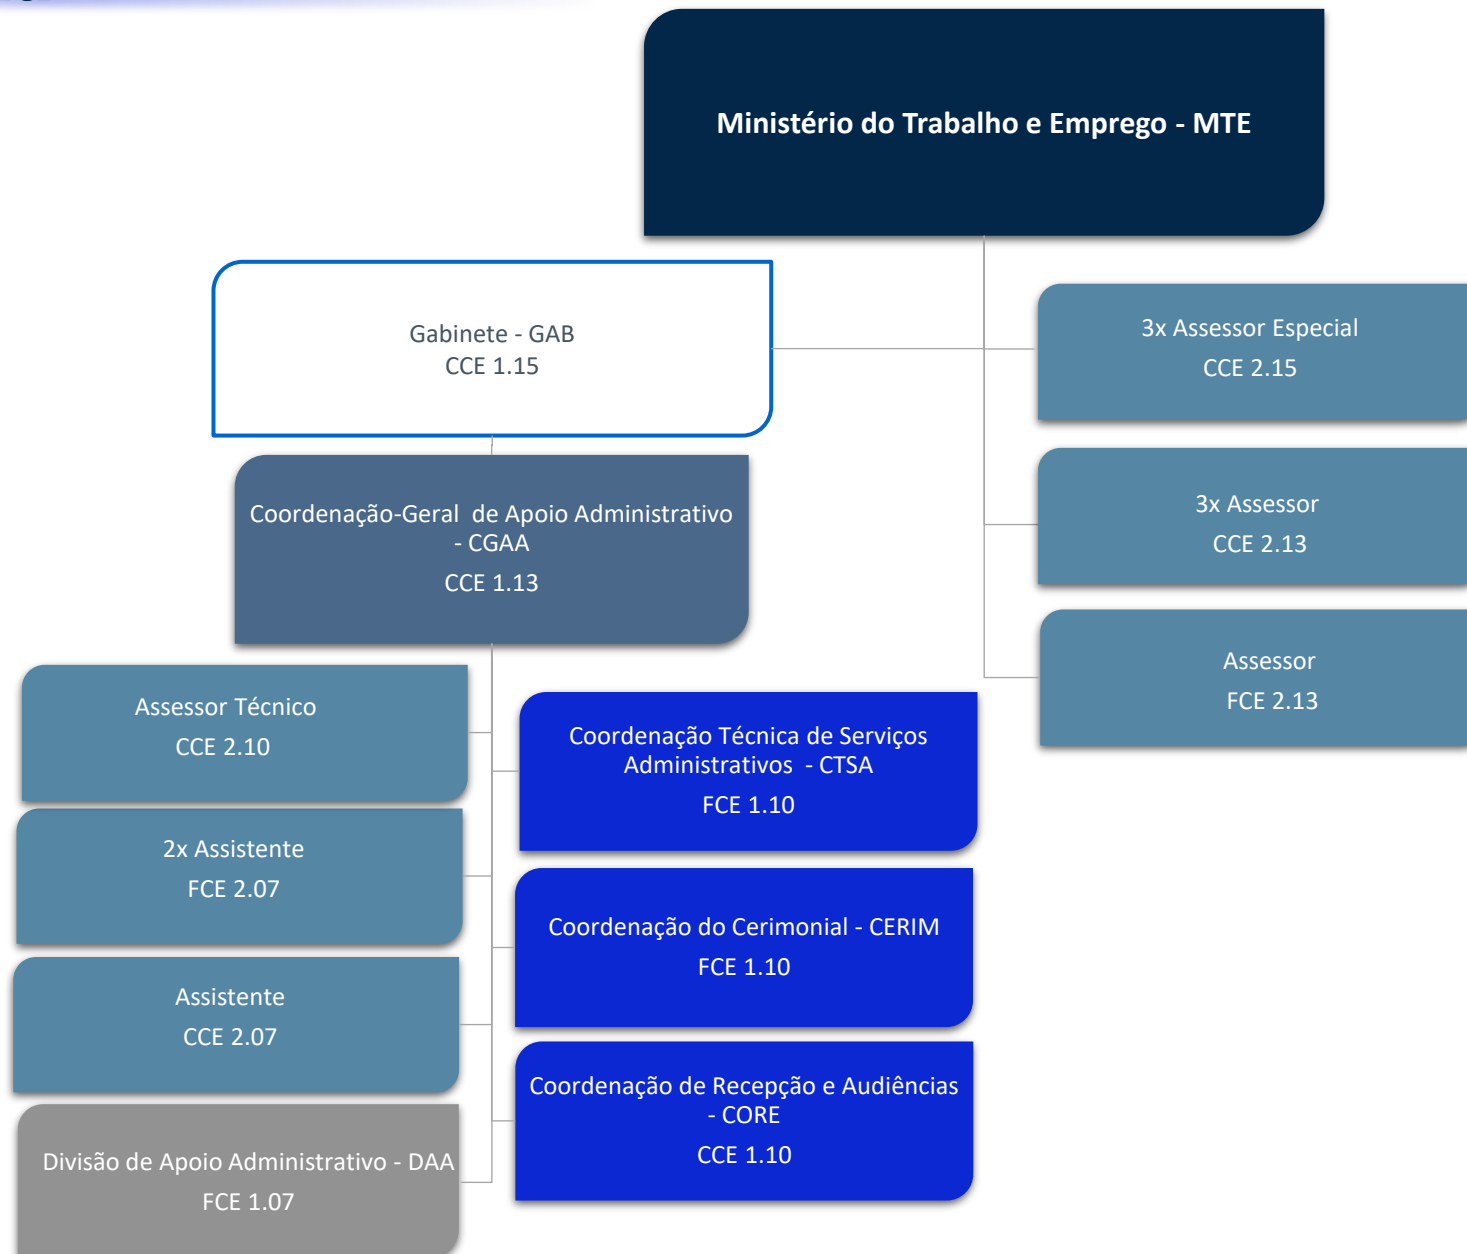 Ministério do Trabalho e Emprego - MTE
Gabinete - GAB
CCE 1.15
3x Assessor Especial
CCE 2.15
Coordenação-Geral  de Apoio Administrativo
- CGAA
CCE 1.13
3x Assessor
CCE 2.13
Assessor
FCE 2.13
Assessor Técnico
CCE 2.10
Coordenação Técnica de Serviços
Administrativos  - CTSA
FCE 1.10
2x Assistente
FCE 2.07
Coordenação do Cerimonial - CERIM
FCE 1.10
Assistente
CCE 2.07
Coordenação de Recepção e Audiências
- CORE
CCE 1.10
Divisão de Apoio Administrativo - DAA
FCE 1.07